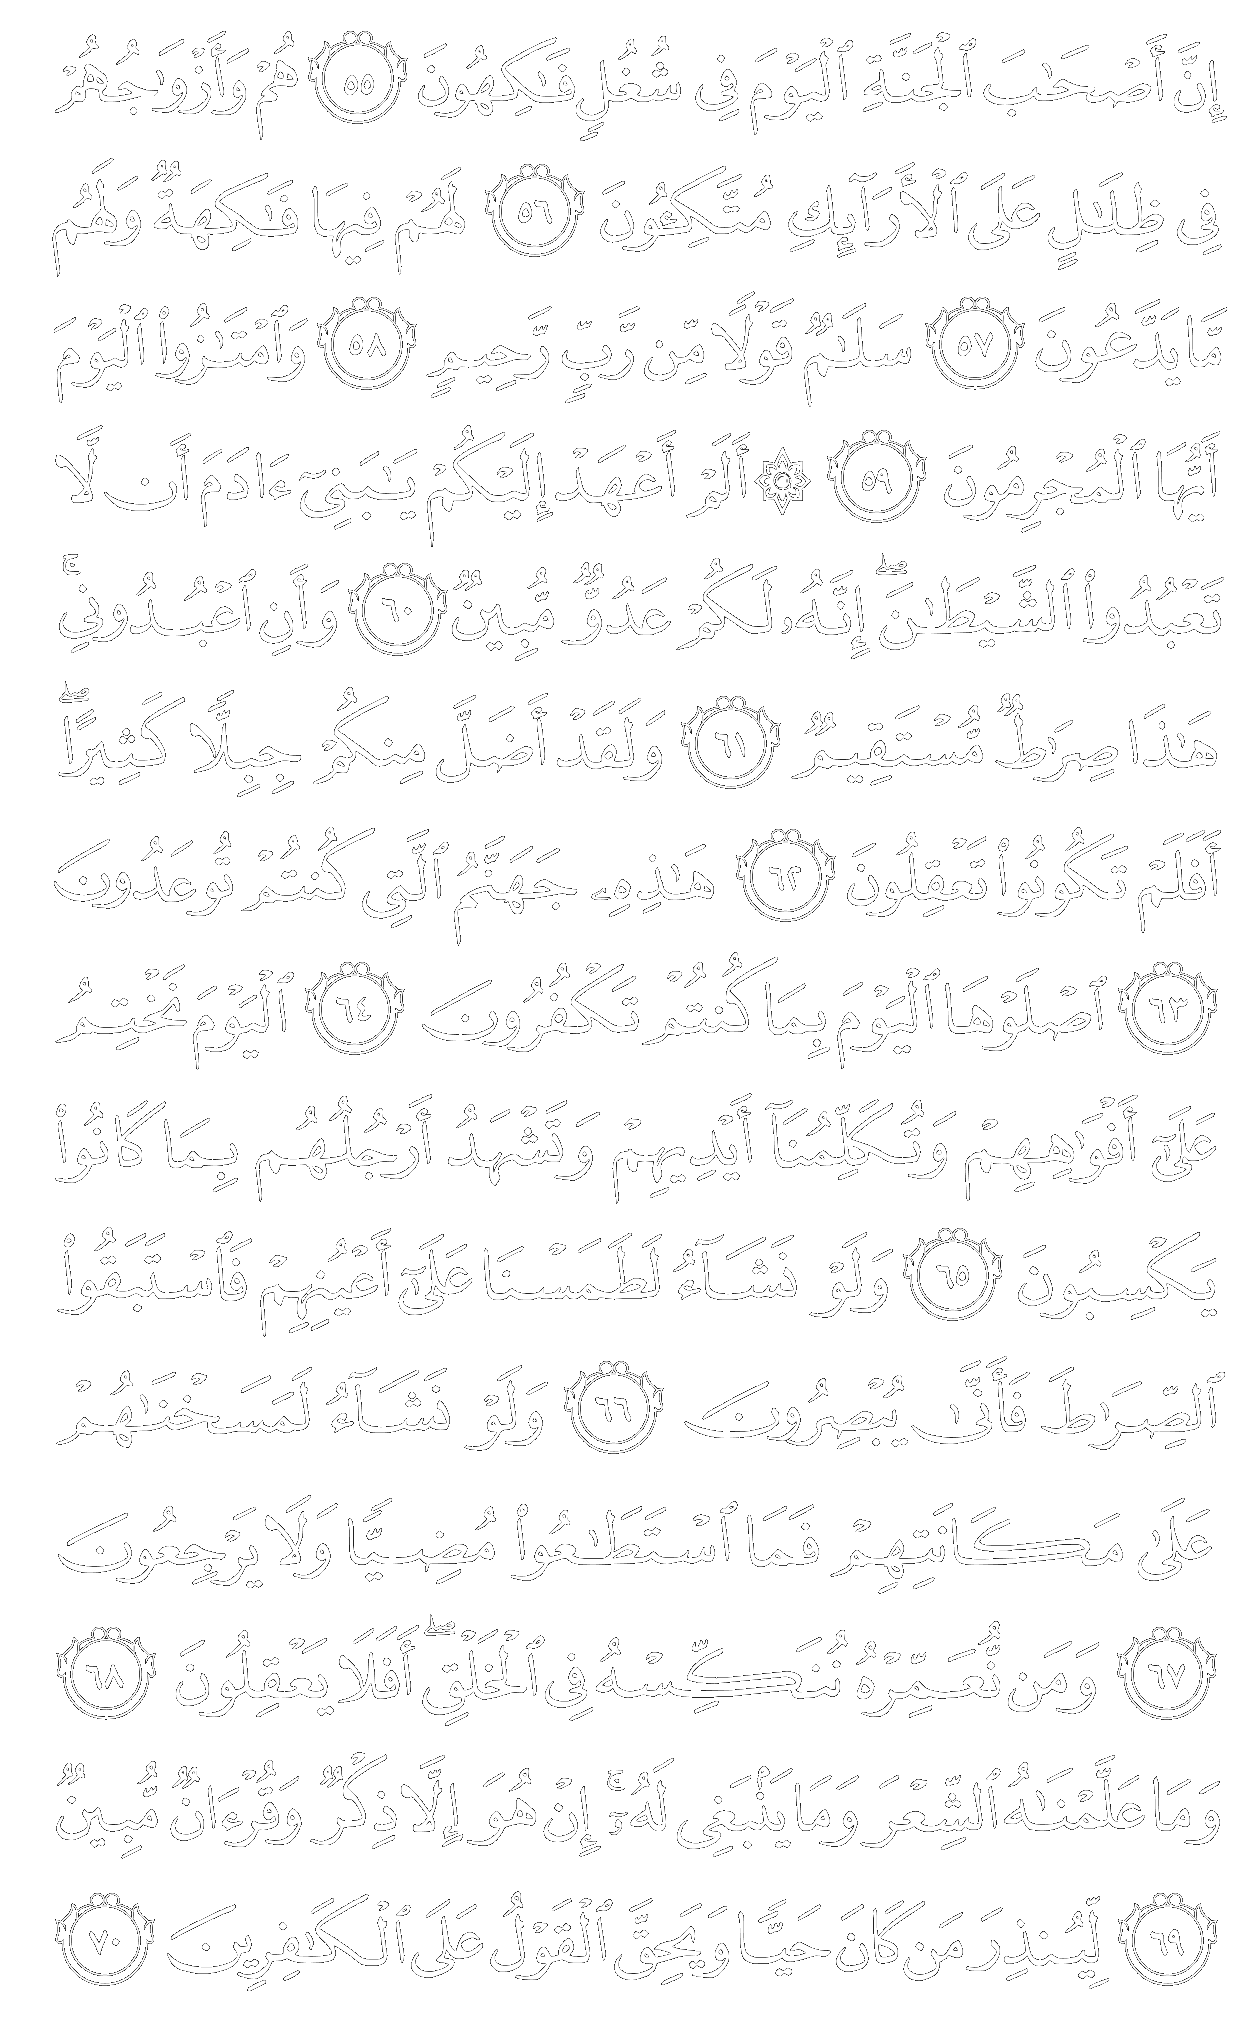 إِنَّ أَصْحَٰبَ ٱلْجَنَّةِ ٱلْيَوْمَ فِى شُغُلٍ فَٰكِهُونَ ٥٥ هُمْ وَأَزْوَٰجُهُمْ
فِى ظِلَٰلٍ عَلَى ٱلْأَرَآئِكِ مُتَّكِـُٔونَ ٥٦ لَهُمْ فِيهَا فَٰكِهَةٌ وَلَهُم
مَّا يَدَّعُونَ ٥٧ سَلَٰمٌ قَوْلًا مِّن رَّبٍّ رَّحِيمٍ ٥٨ وَٱمْتَٰزُوا۟ ٱلْيَوْمَ
أَيُّهَا ٱلْمُجْرِمُونَ ٥٩ ۞ أَلَمْ أَعْهَدْ إِلَيْكُمْ يَٰبَنِىٓ ءَادَمَ أَن لَّا
تَعْبُدُوا۟ ٱلشَّيْطَٰنَ ۖ إِنَّهُۥ لَكُمْ عَدُوٌّ مُّبِينٌ ٦٠ وَأَنِ ٱعْبُدُونِى ۚ
هَٰذَا صِرَٰطٌ مُّسْتَقِيمٌ ٦١ وَلَقَدْ أَضَلَّ مِنكُمْ جِبِلًّا كَثِيرًا ۖ
أَفَلَمْ تَكُونُوا۟ تَعْقِلُونَ ٦٢ هَٰذِهِۦ جَهَنَّمُ ٱلَّتِى كُنتُمْ تُوعَدُونَ
٦٣ ٱصْلَوْهَا ٱلْيَوْمَ بِمَا كُنتُمْ تَكْفُرُونَ ٦٤ ٱلْيَوْمَ نَخْتِمُ
عَلَىٰٓ أَفْوَٰهِهِمْ وَتُكَلِّمُنَآ أَيْدِيهِمْ وَتَشْهَدُ أَرْجُلُهُم بِمَا كَانُوا۟
يَكْسِبُونَ ٦٥ وَلَوْ نَشَآءُ لَطَمَسْنَا عَلَىٰٓ أَعْيُنِهِمْ فَٱسْتَبَقُوا۟
ٱلصِّرَٰطَ فَأَنَّىٰ يُبْصِرُونَ ٦٦ وَلَوْ نَشَآءُ لَمَسَخْنَٰهُمْ
عَلَىٰ مَكَانَتِهِمْ فَمَا ٱسْتَطَٰعُوا۟ مُضِيًّا وَلَا يَرْجِعُونَ
٦٧ وَمَن نُّعَمِّرْهُ نُنَكِّسْهُ فِى ٱلْخَلْقِ ۖ أَفَلَا يَعْقِلُونَ ٦٨
وَمَا عَلَّمْنَٰهُ ٱلشِّعْرَ وَمَا يَنۢبَغِى لَهُۥٓ ۚ إِنْ هُوَ إِلَّا ذِكْرٌ وَقُرْءَانٌ مُّبِينٌ
٦٩ لِّيُنذِرَ مَن كَانَ حَيًّا وَيَحِقَّ ٱلْقَوْلُ عَلَى ٱلْكَٰفِرِينَ ٧٠